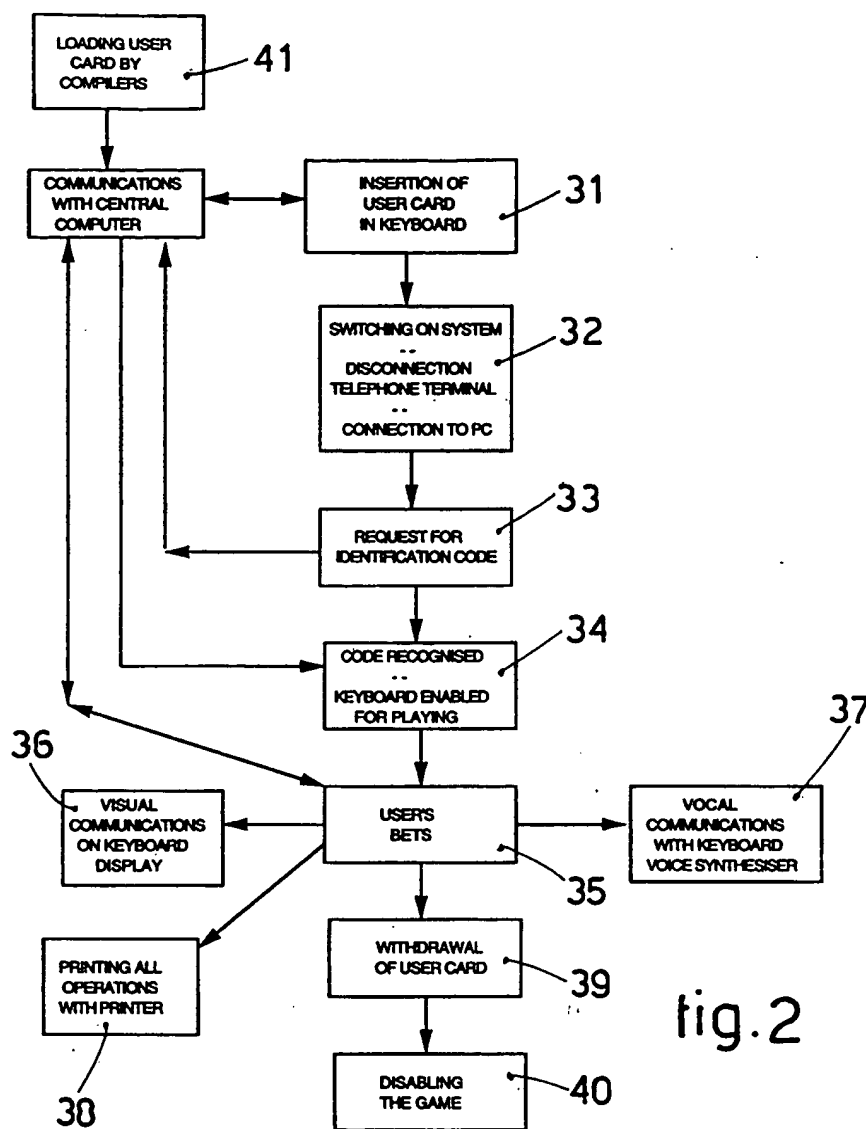 LOADING USER
CARD BY
COMPILERS
41
COMMUNICATIONS
WITH CENTRAL
COMPUTER
INSERTION OF
USER CARD
IN KEYBOARD
31
SWITCHING ON SYSTEM
--
DISCONNECTION
TELEPHONE TERMINAL
--
CONNECTION TO PC
32
REQUEST FOR
IDENTIFICATION CODE
33
CODE RECOGNISED
--
KEYBOARD ENABLED
FOR PLAYING
34
36
VISUAL
COMMUNICATIONS
ON KEYBOARD
DISPLAY
USER'S
BETS
35
37
VOCAL
COMMUNICATIONS
WITH KEYBOARD
VOICE SYNTHESISER
PRINTING ALL
OPERATIONS
WITH PRINTER
38
WITHDRAWAL
OF USER CARD
39
DISABLING
THE GAME
40
fig.2